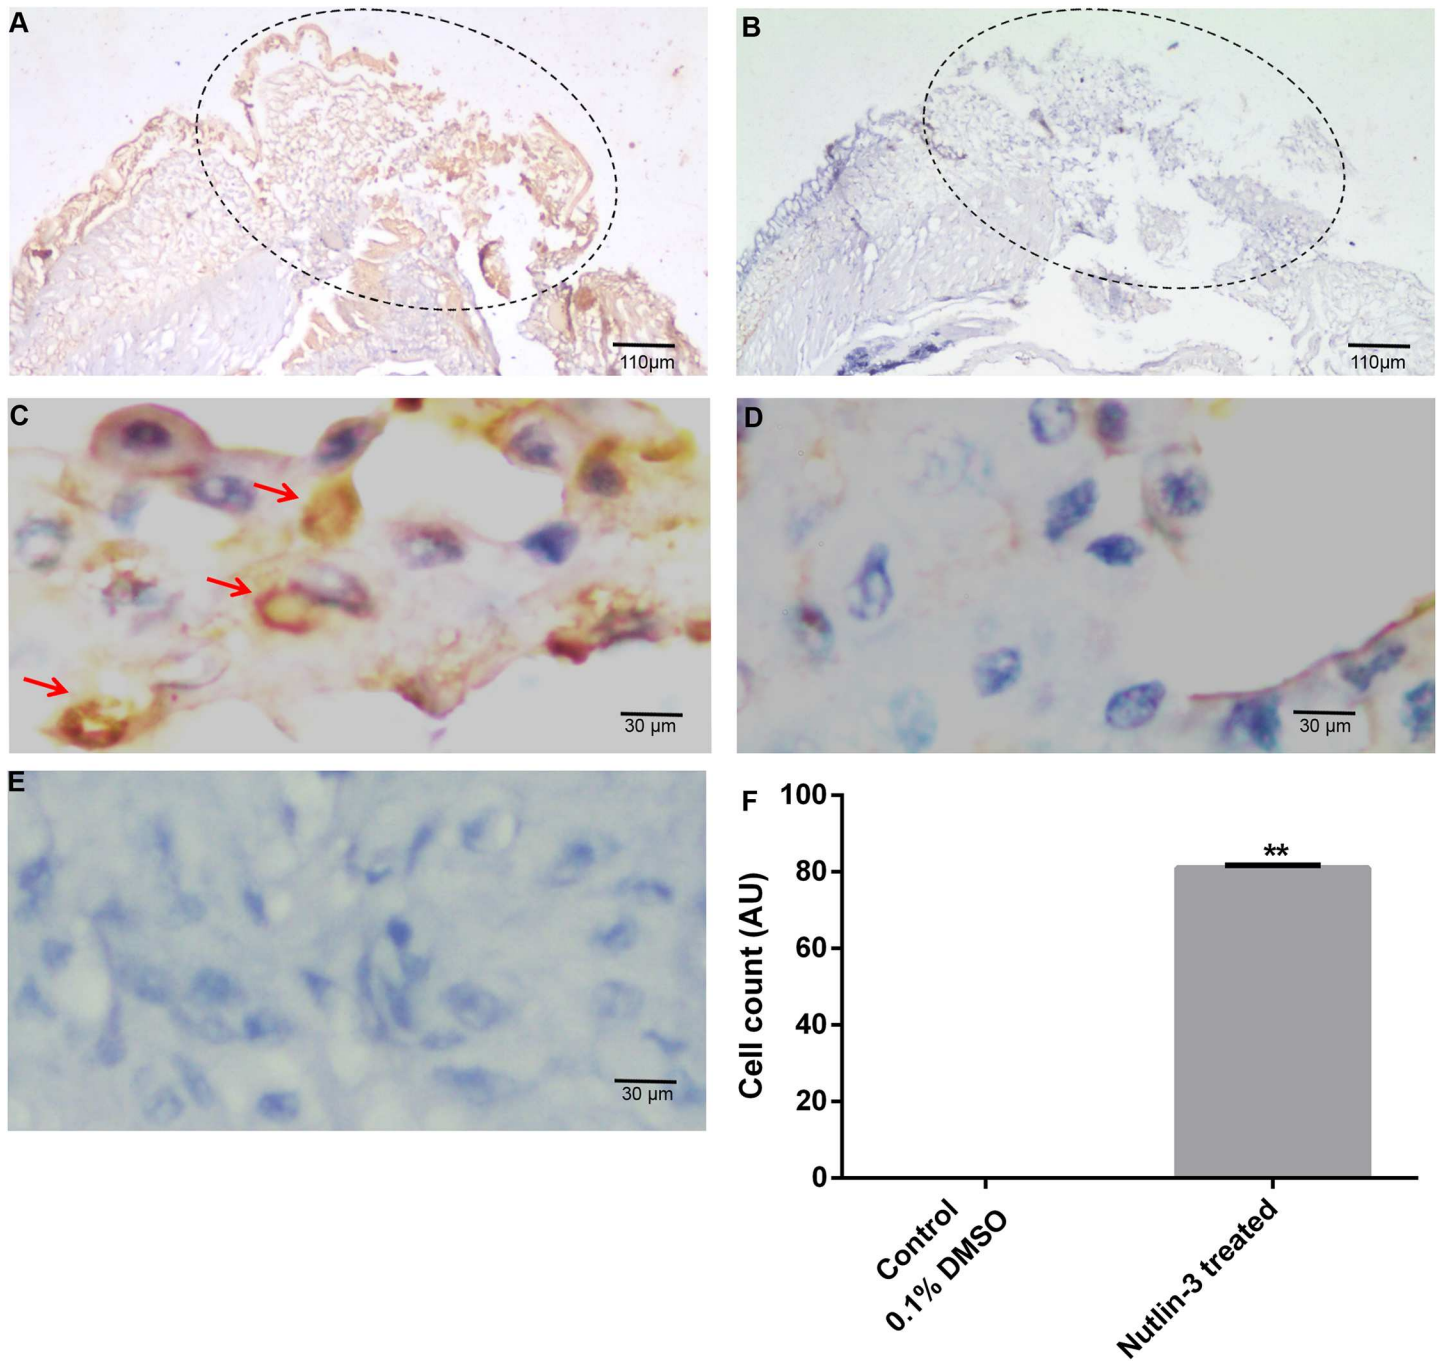 A
110µm
B
110µm
C
30 µm
D
30 µm
E
30 µm
F
Cell count (AU)
100
80
60
40
20
0
**
Control
0.1% DMSO
Nutlin-3 treated